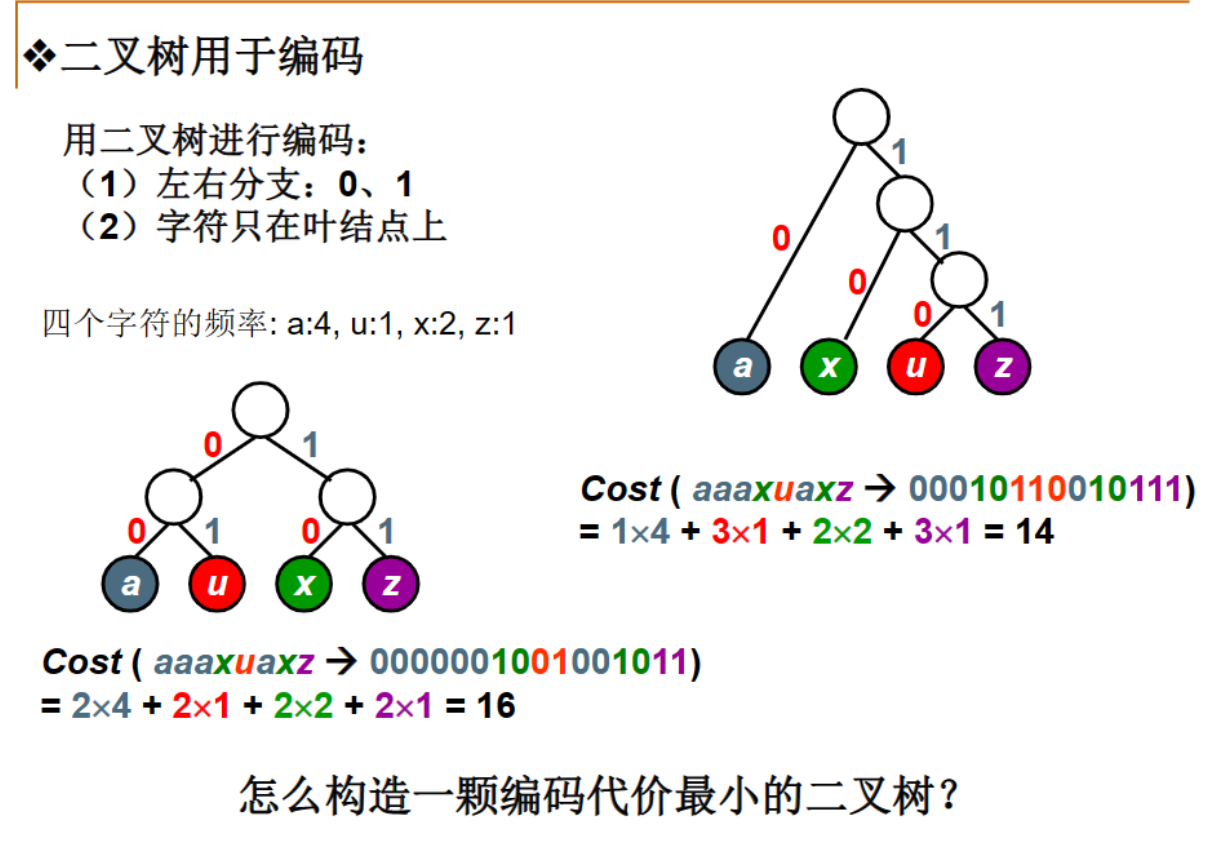 ❖二叉树用于编码
用二叉树进行编码：
（1）左右分支：0、1
（2）字符只在叶结点上
四个字符的频率: a:4, u:1, x:2, z:1
0 1
0 1 0 1
a u x z
Cost ( aaaxuaxz → 0000001001001011)
= 2×4 + 2×1 + 2×2 + 2×1 = 16
1
0 1
0 0 1
a x u z
Cost ( aaaxuaxz → 00010110010111)
= 1×4 + 3×1 + 2×2 + 3×1 = 14
怎么构造一颗编码代价最小的二叉树？